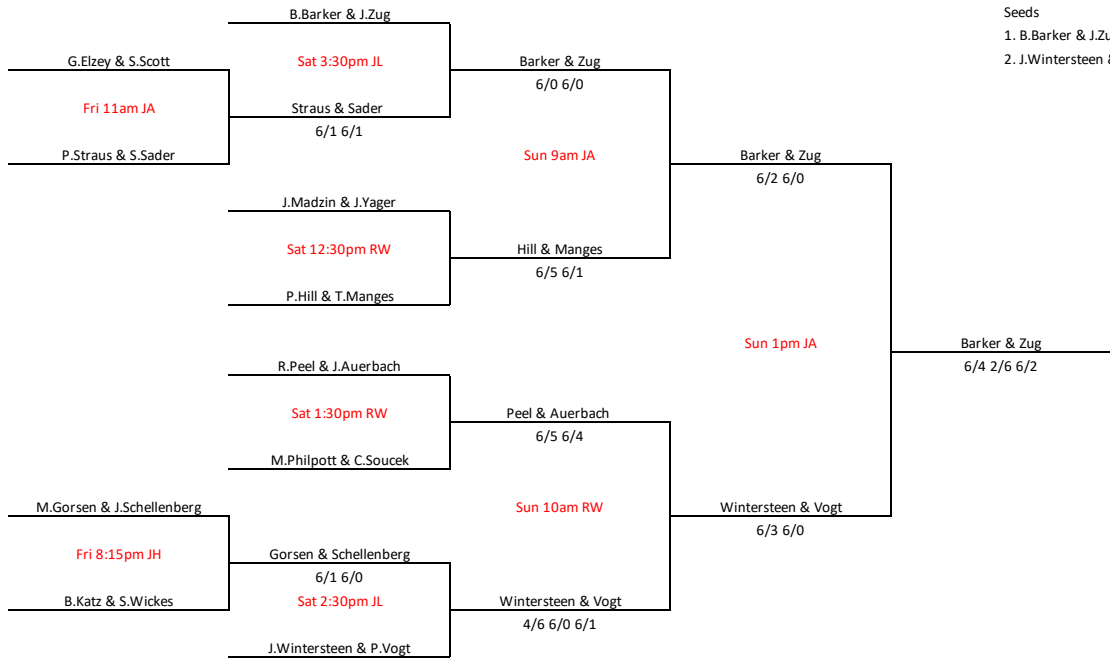 B.Barker & J.Zug
Seeds
1. B.Barker & J.Zu
2. J.Wintersteen &
G.Elzey & S.Scott
Sat 3:30pm JL
Barker & Zug
6/0 6/0
Fri 11am JA
Straus & Sader
6/1 6/1
P.Straus & S.Sader
Sun 9am JA
Barker & Zug
6/2 6/0
J.Madzin & J.Yager
Sat 12:30pm RW
Hill & Manges
6/5 6/1
P.Hill & T.Manges
Sun 1pm JA
Barker & Zug
6/4 2/6 6/2
R.Peel & J.Auerbach
Sat 1:30pm RW
Peel & Auerbach
6/5 6/4
M.Philpott & C.Soucek
M.Gorsen & J.Schellenberg
Sun 10am RW
Wintersteen & Vogt
6/3 6/0
Fri 8:15pm JH
Gorsen & Schellenberg
6/1 6/0
B.Katz & S.Wickes
Sat 2:30pm JL
Wintersteen & Vogt
4/6 6/0 6/1
J.Wintersteen & P.Vogt